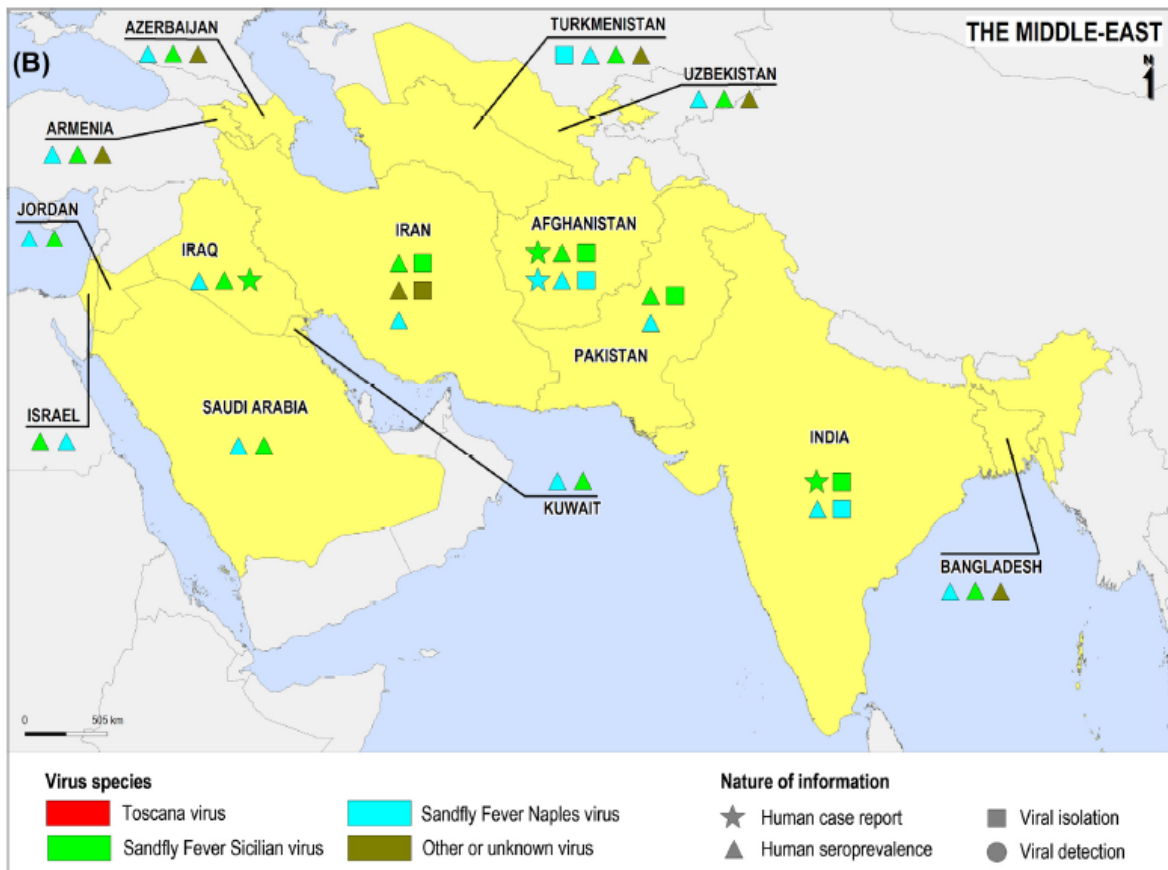 THE MIDDLE-EAST
(B)
N
AZERBAIJAN
TURKMENISTAN
UZBEKISTAN
ARMENIA
JORDAN
IRAQ
IRAN
AFGHANISTAN
PAKISTAN
ISRAEL
SAUDI ARABIA
INDIA
KUWAIT
BANGLADESH
0 505 km
Virus species
Toscana virus
Sandfly Fever Sicilian virus
Sandfly Fever Naples virus
Other or unknown virus
Nature of information
Human case report
Human seroprevalence
Viral isolation
Viral detection